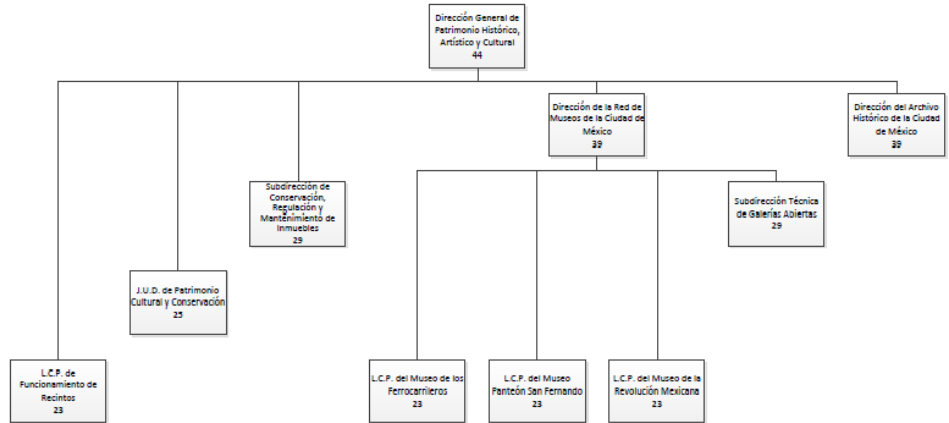 Dirección General de
Patrimonio Histórico,
Artístico y Cultural
44
Dirección de la Red de
Museos de la Ciudad de
México
39
Dirección del Archivo
Histórico de la Ciudad
de México
39
Subdirección de
Conservación,
Regulación y
Mantenimiento de
Inmuebles
29
Subdirección Técnica
de Galerías Abiertas
29
J.U.D. de Patrimonio
Cultural y Conservación
25
L.C.P. de
Funcionamiento de
Recintos
23
L.C.P. del Museo de los
Ferrocarrileros
23
L.C.P. del Museo
Panteón San Fernando
23
L.C.P. del Museo de la
Revolución Mexicana
23